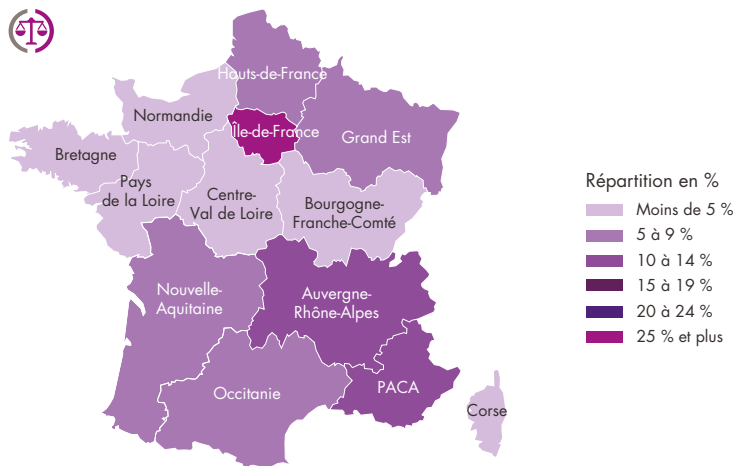 Hauts-de-France
Normandie
Île-de-France
Grand Est
Bretagne
Pays
de la Loire
Centre-
Val de Loire
Bourgogne-
Franche-Comté
Nouvelle-
Aquitaine
Auvergne-
Rhône-Alpes
Occitanie
PACA
Corse
Répartition en %
Moins de 5 %
5 à 9 %
10 à 14 %
15 à 19 %
20 à 24 %
25 % et plus